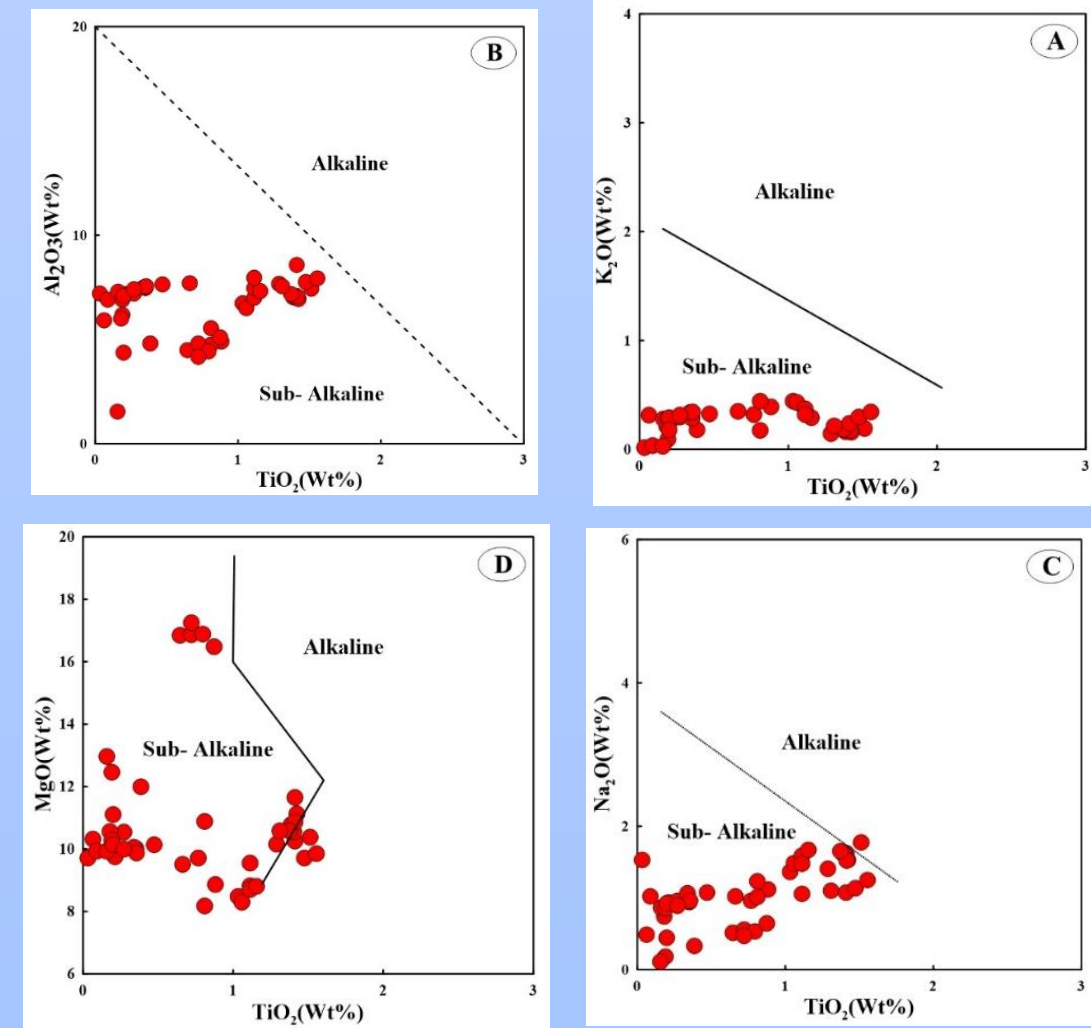 20
B
Al2O3(Wt%)
Alkaline
10
Sub- Alkaline
0
0
1
2
3
TiO2(Wt%)
4
A
3
K2O(Wt%)
Alkaline
2
1
Sub- Alkaline
0
0
1
2
3
TiO2(Wt%)
20
D
18
Alkaline
16
MgO(Wt%)
14
Sub- Alkaline
12
10
8
6
0
1
2
3
TiO2(Wt%)
6
C
4
Na2O(Wt%)
Alkaline
2
Sub- Alkaline
0
0
1
2
3
TiO2(Wt%)